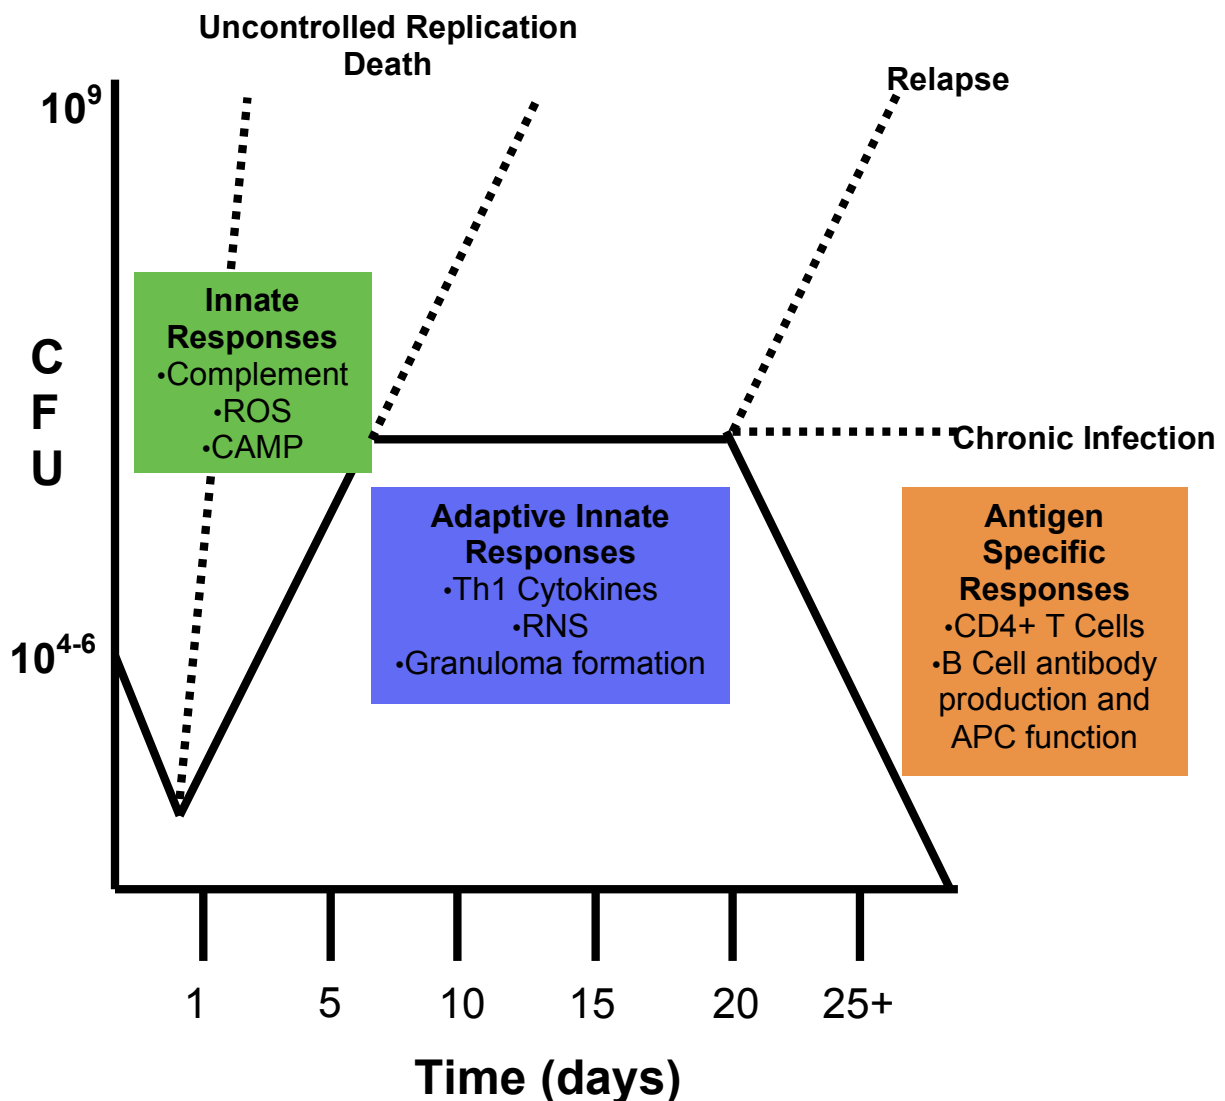 Uncontrolled Replication
Death
Relapse
10^9
Innate
Responses
•Complement
•ROS
•CAMP
C
F
U
Chronic Infection
Adaptive Innate
Responses
•Th1 Cytokines
•RNS
•Granuloma formation
Antigen
Specific
Responses
•CD4+ T Cells
•B Cell antibody
production and
APC function
10^4-6
1 5 10 15 20 25+
Time (days)